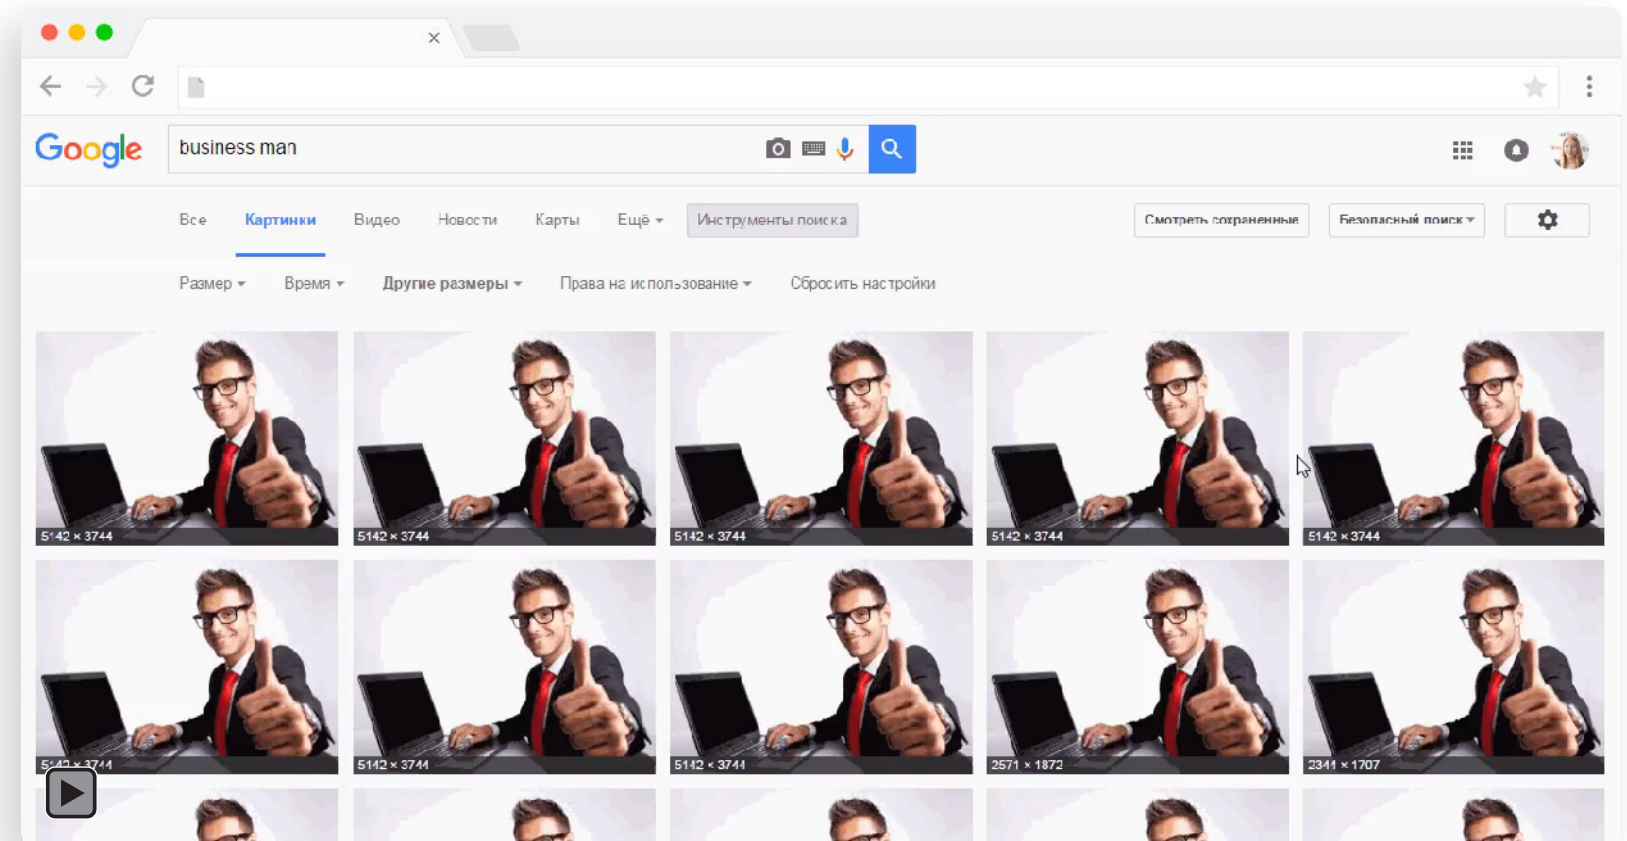 Google business man
Все Картинки Видео Новости Карты Ещё Инструменты поиска Смотреть сохраненные Безопасный поиск
Размер Время Другие размеры Права на использование Сбросить настройки
5142 × 3744 5142 × 3744 5142 × 3744 5142 × 3744 5142 × 3744
5142 × 3744 5142 × 3744 5142 × 3744 2571 × 1872 2341 × 1707